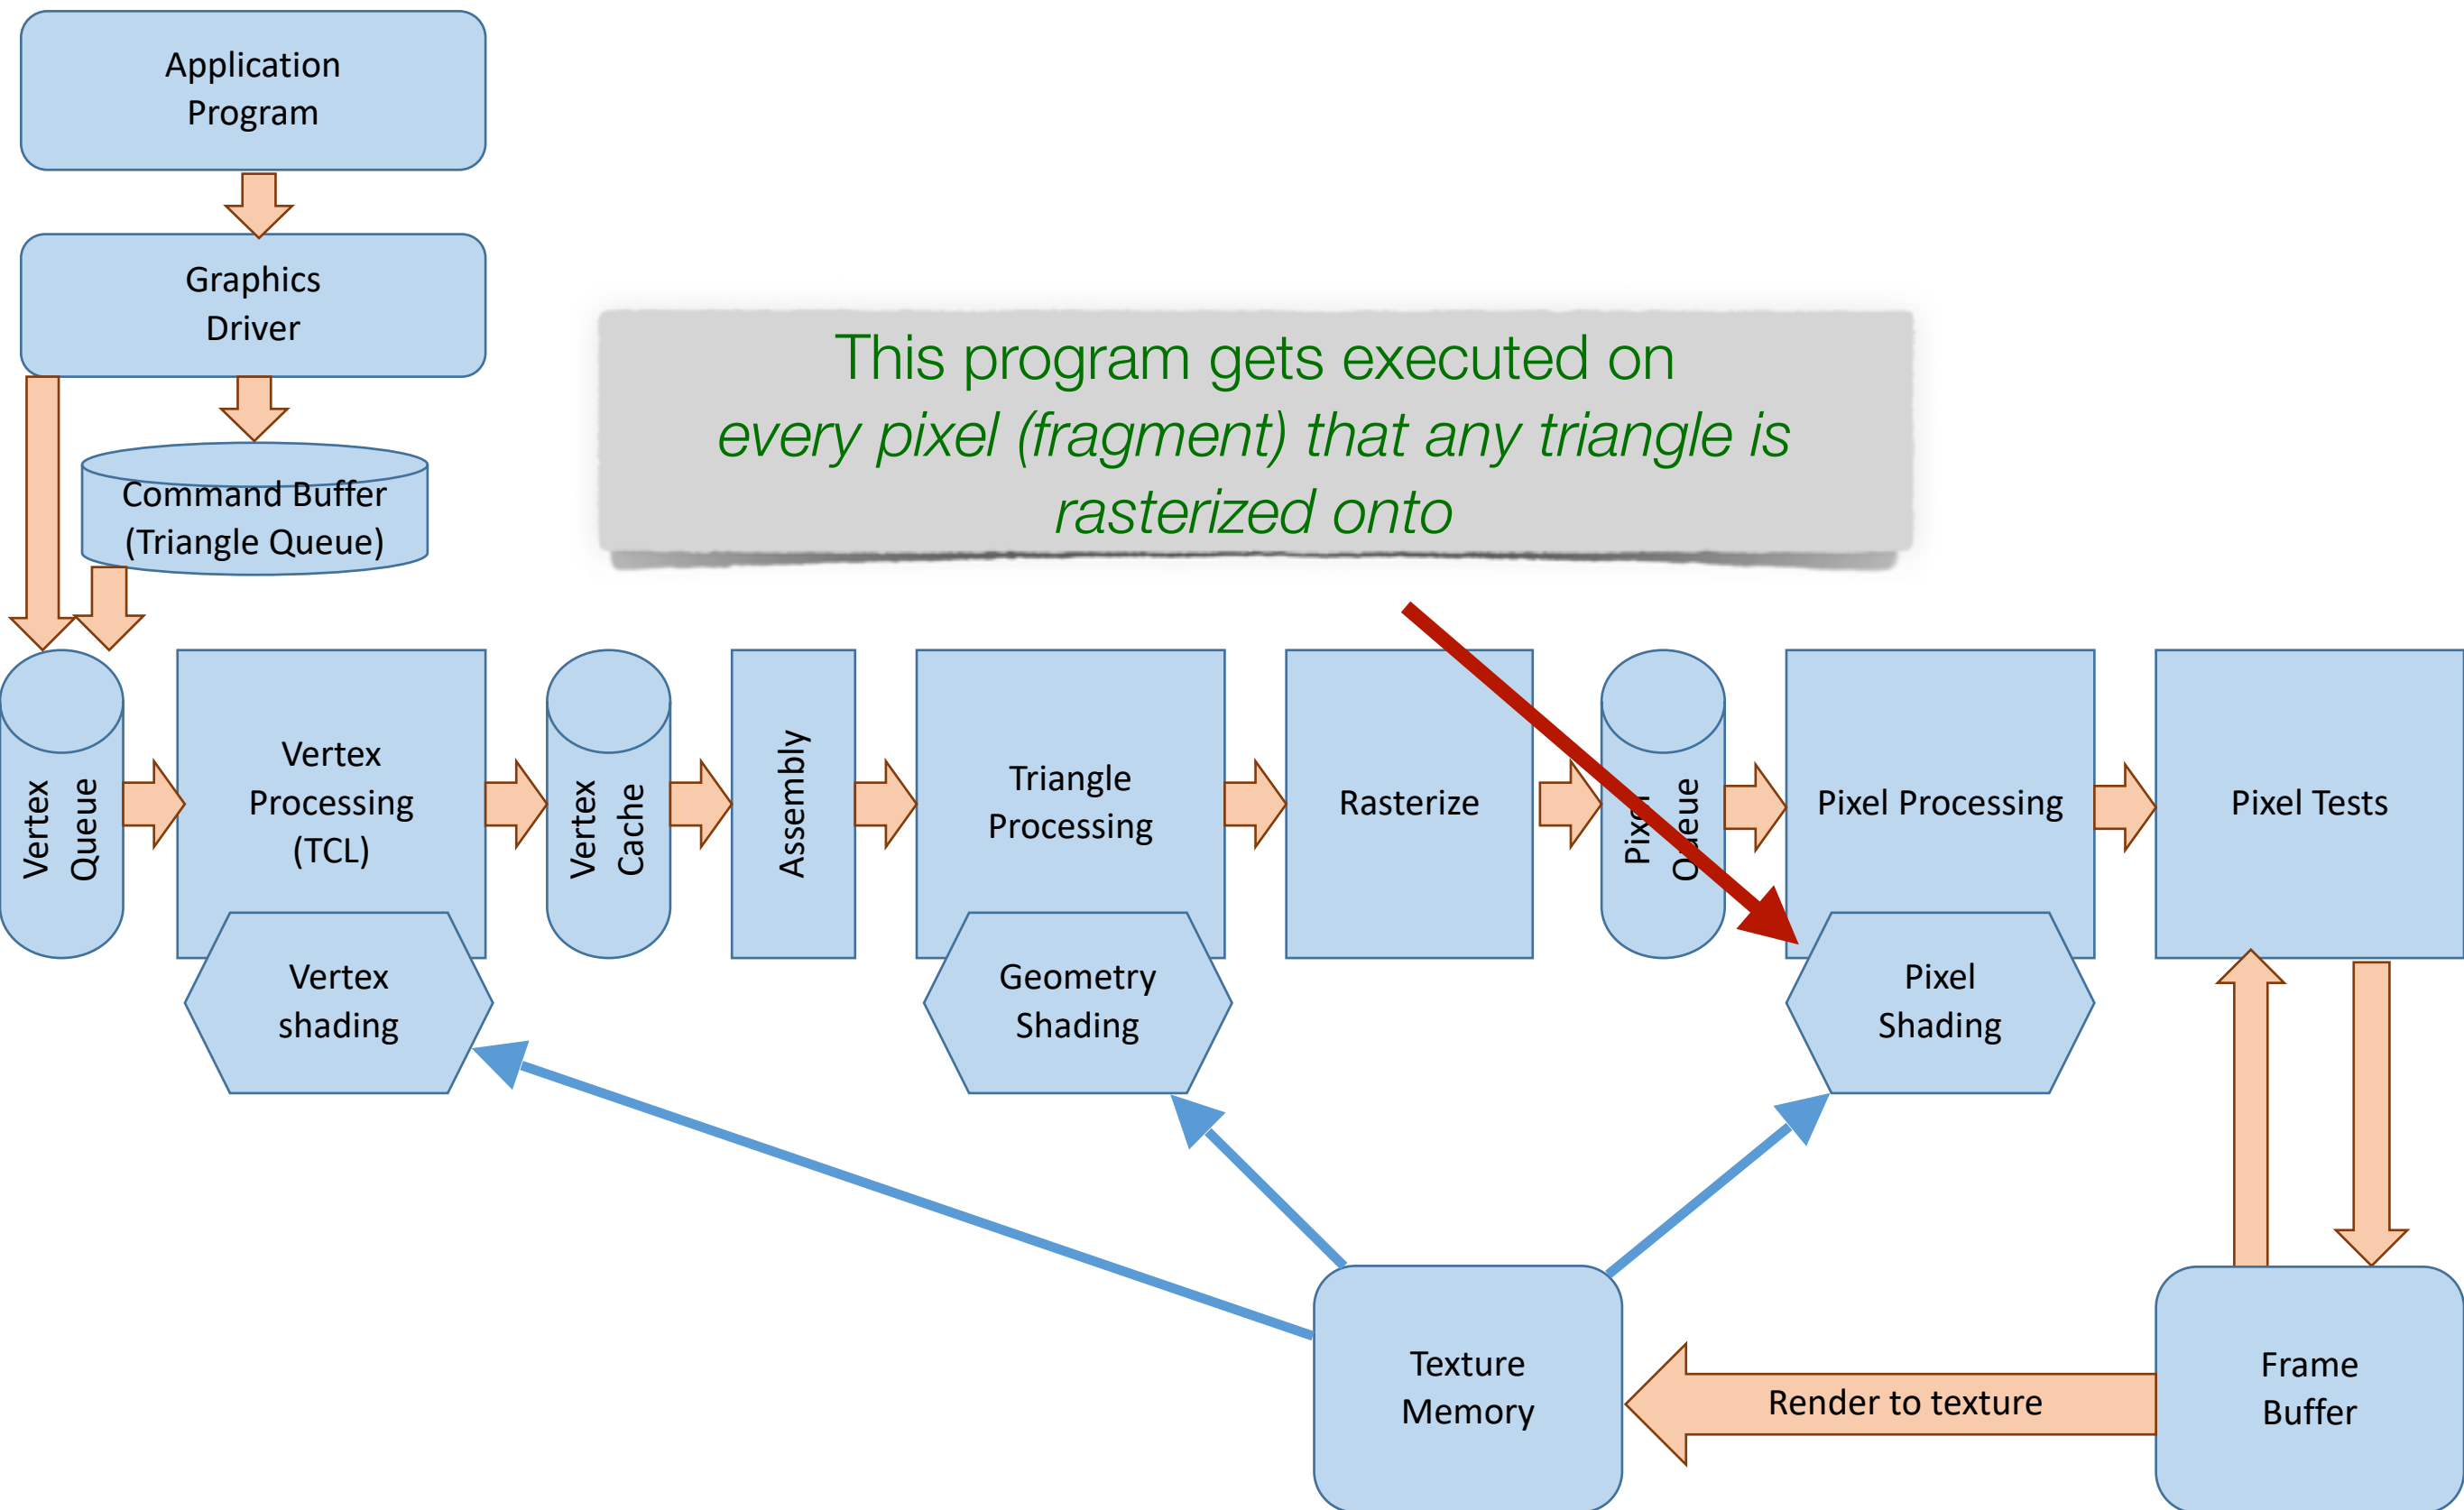 Application
Program
Graphics
Driver
Command Buffer
(Triangle Queue)
This program gets executed on
every pixel (fragment) that any triangle is
rasterized onto
Vertex
Queue
Vertex
Processing
(TCL)
Vertex
Cache
Assembly
Triangle
Processing
Rasterize
Pixel
Queue
Pixel Processing
Pixel Tests
Vertex
shading
Geometry
Shading
Pixel
Shading
Texture
Memory
Render to texture
Frame
Buffer